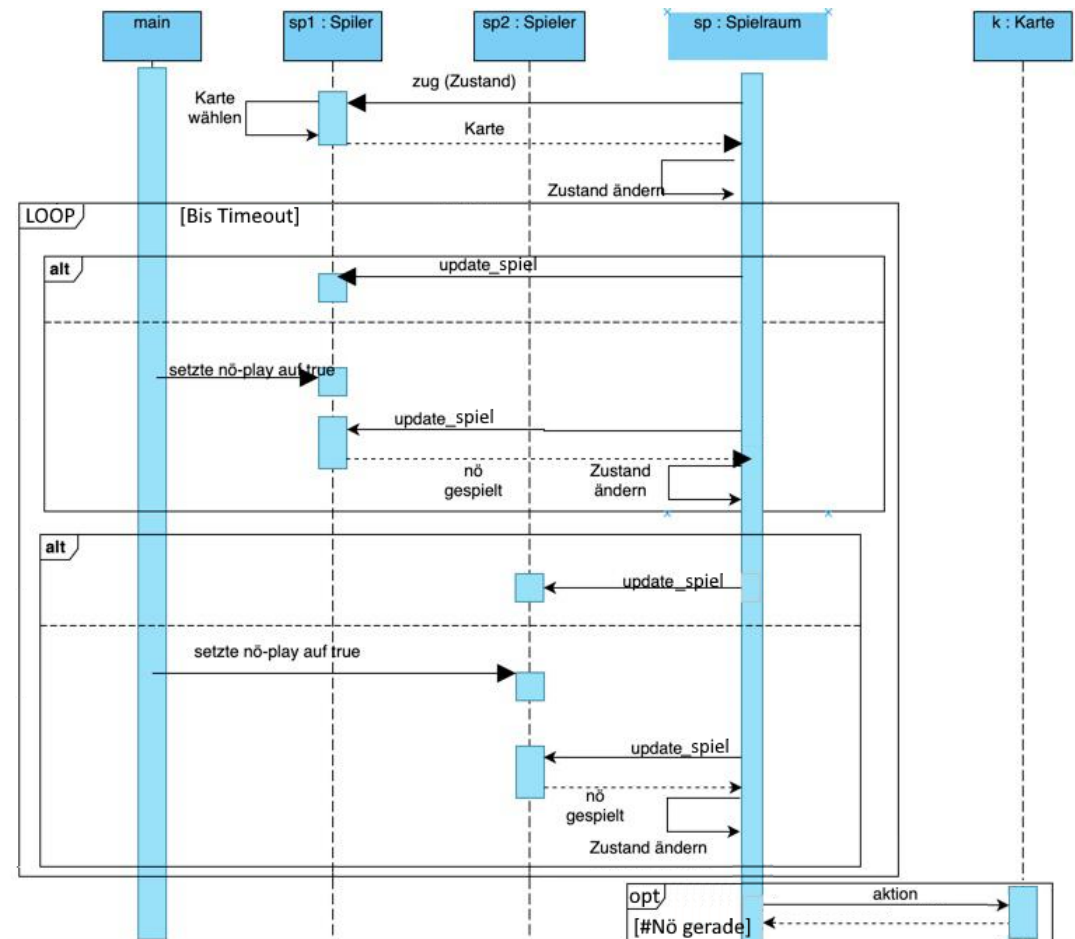 main
sp1 : Spiler
sp2 : Spieler
sp : Spielraum
k : Karte
zug (Zustand)
Karte
wählen
Karte
Zustand ändern
LOOP
[Bis Timeout]
alt
update_spiel
setzte nö-play auf true
update_spiel
nö
gespielt
Zustand
ändern
alt
update_spiel
setzte nö-play auf true
update_spiel
nö
gespielt
Zustand ändern
opt
aktion
[#Nö gerade]